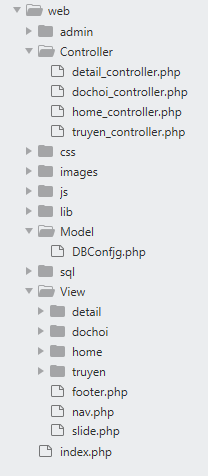 web
admin
Controller
detail_controller.php
dochoi_controller.php
home_controller.php
truyen_controller.php
css
images
js
lib
Model
DBConfjg.php
sql
View
detail
dochoi
home
truyen
footer.php
nav.php
slide.php
index.php